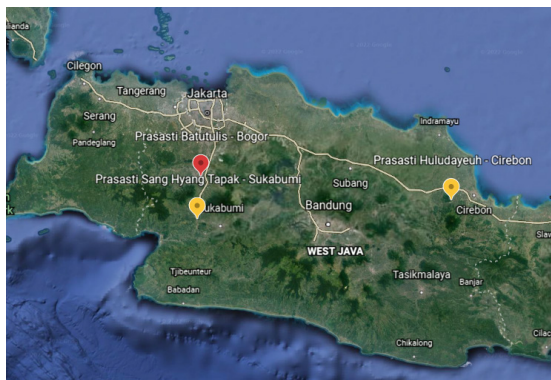 Cilegon
Tangerang
Jakarta
Serang
Indramayu
Prasasti Batutulis - Bogor
Pandeglang
Prasasti Huludayeuh - Cirebon
Prasasti Sang Hyang Tapak - Sukabumi
Subang
ukabumi
Bandung
Cirebon
WEST JAVA
Tjibeunteur
Tasikmalaya
Banjar
Babadan
Chikalong